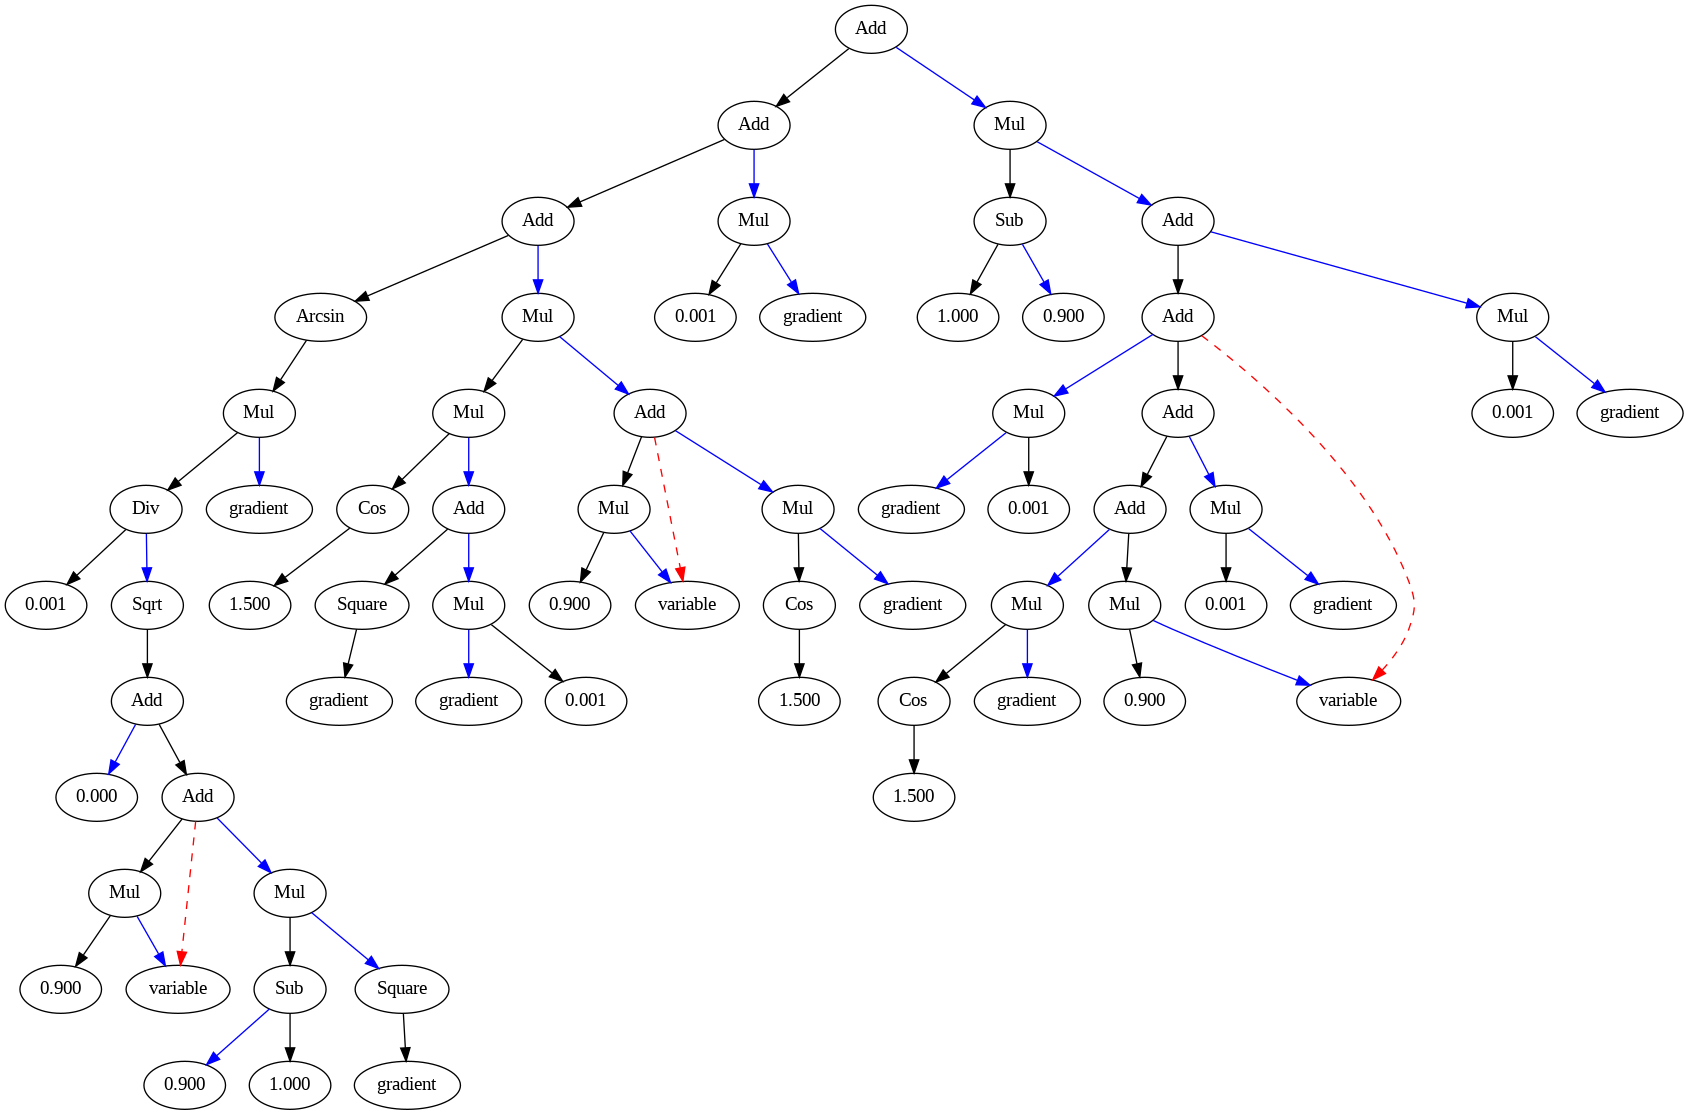 Add
Add
Mul
Add
Mul
Sub
Add
Arcsin
Mul
0.001
gradient
1.000
0.900
Add
Mul
Mul
Mul
Add
Mul
Add
0.001
gradient
Div
gradient
Cos
Add
Mul
Mul
gradient
0.001
Add
Mul
0.001
Sqrt
1.500
Square
Mul
0.900
variable
Cos
gradient
Mul
Mul
0.001
gradient
Add
gradient
gradient
0.001
1.500
Cos
gradient
0.900
variable
0.000
Add
1.500
Mul
Mul
0.900
variable
Sub
Square
0.900
1.000
gradient